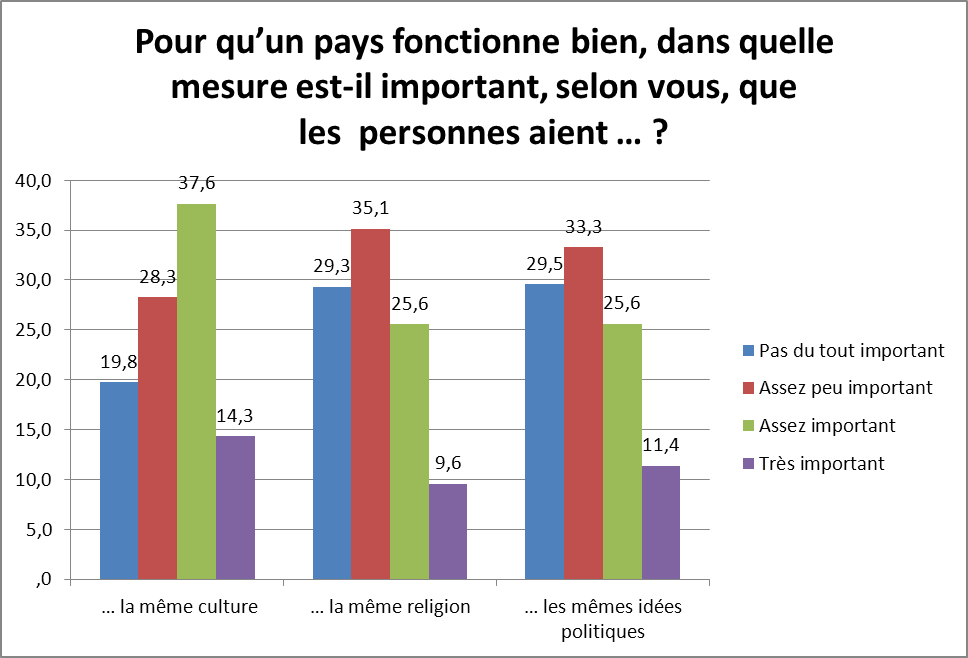 Pour qu’un pays fonctionne bien, dans quelle
mesure est-il important, selon vous, que
les  personnes aient … ?
40,0
35,0
30,0
25,0
20,0
15,0
10,0
5,0
,0
19,8
28,3
37,6
14,3
29,3
35,1
25,6
9,6
29,5
33,3
25,6
11,4
… la même culture
… la même religion
… les mêmes idées
politiques
Pas du tout important
Assez peu important
Assez important
Très important